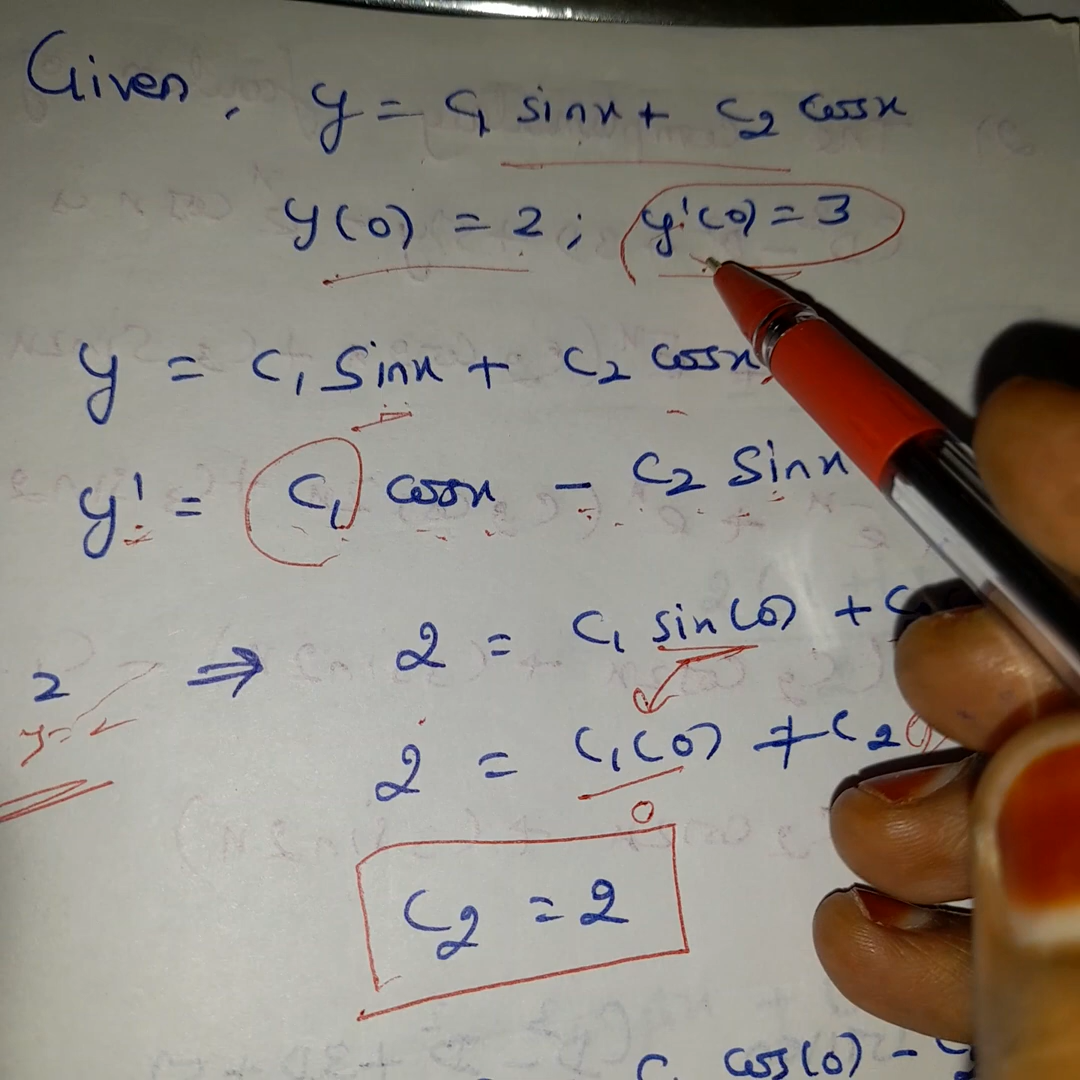 Given, y = c1 sinx + c2 cosx
y(0) = 2; y'(0) = 3
y = c1 sinx + c2 cosx
y' = c1 cosx - c2 sinx
2 ⇒ 2 = c1 sin(0) + c
y=2
2 = c1(0) + c2
0
c2 = 2
c cos(0) -